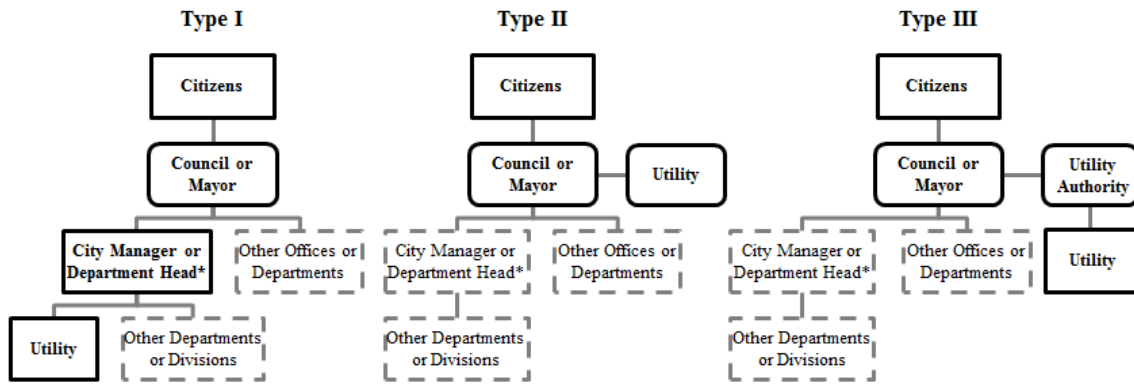 Type I
Type II
Type III
Citizens
Citizens
Citizens
Council or
Mayor
Council or
Mayor
Utility
Council or
Mayor
Utility
Authority
City Manager or
Department Head*
Other Offices or
Departments
City Manager or
Department Head*
Other Offices or
Departments
City Manager or
Department Head*
Other Offices or
Departments
Utility
Utility
Other Departments
or Divisions
Other Departments
or Divisions
Other Departments
or Divisions